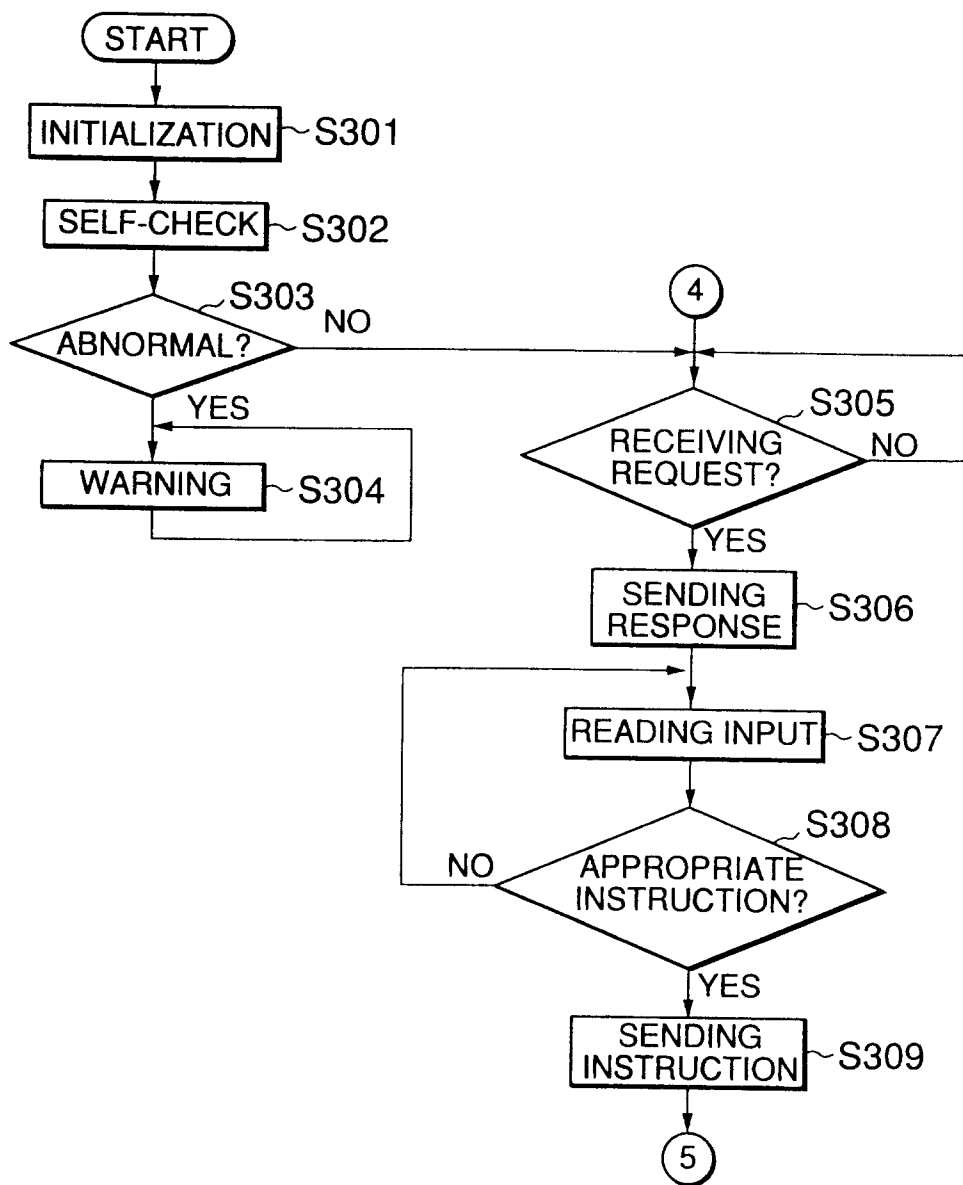 START
INITIALIZATION
S301
SELF-CHECK
S302
S303
ABNORMAL?
NO
YES
WARNING
S304
4
S305
RECEIVING
REQUEST?
NO
YES
SENDING
RESPONSE
S306
READING INPUT
S307
S308
APPROPRIATE
INSTRUCTION?
NO
YES
SENDING
INSTRUCTION
S309
5